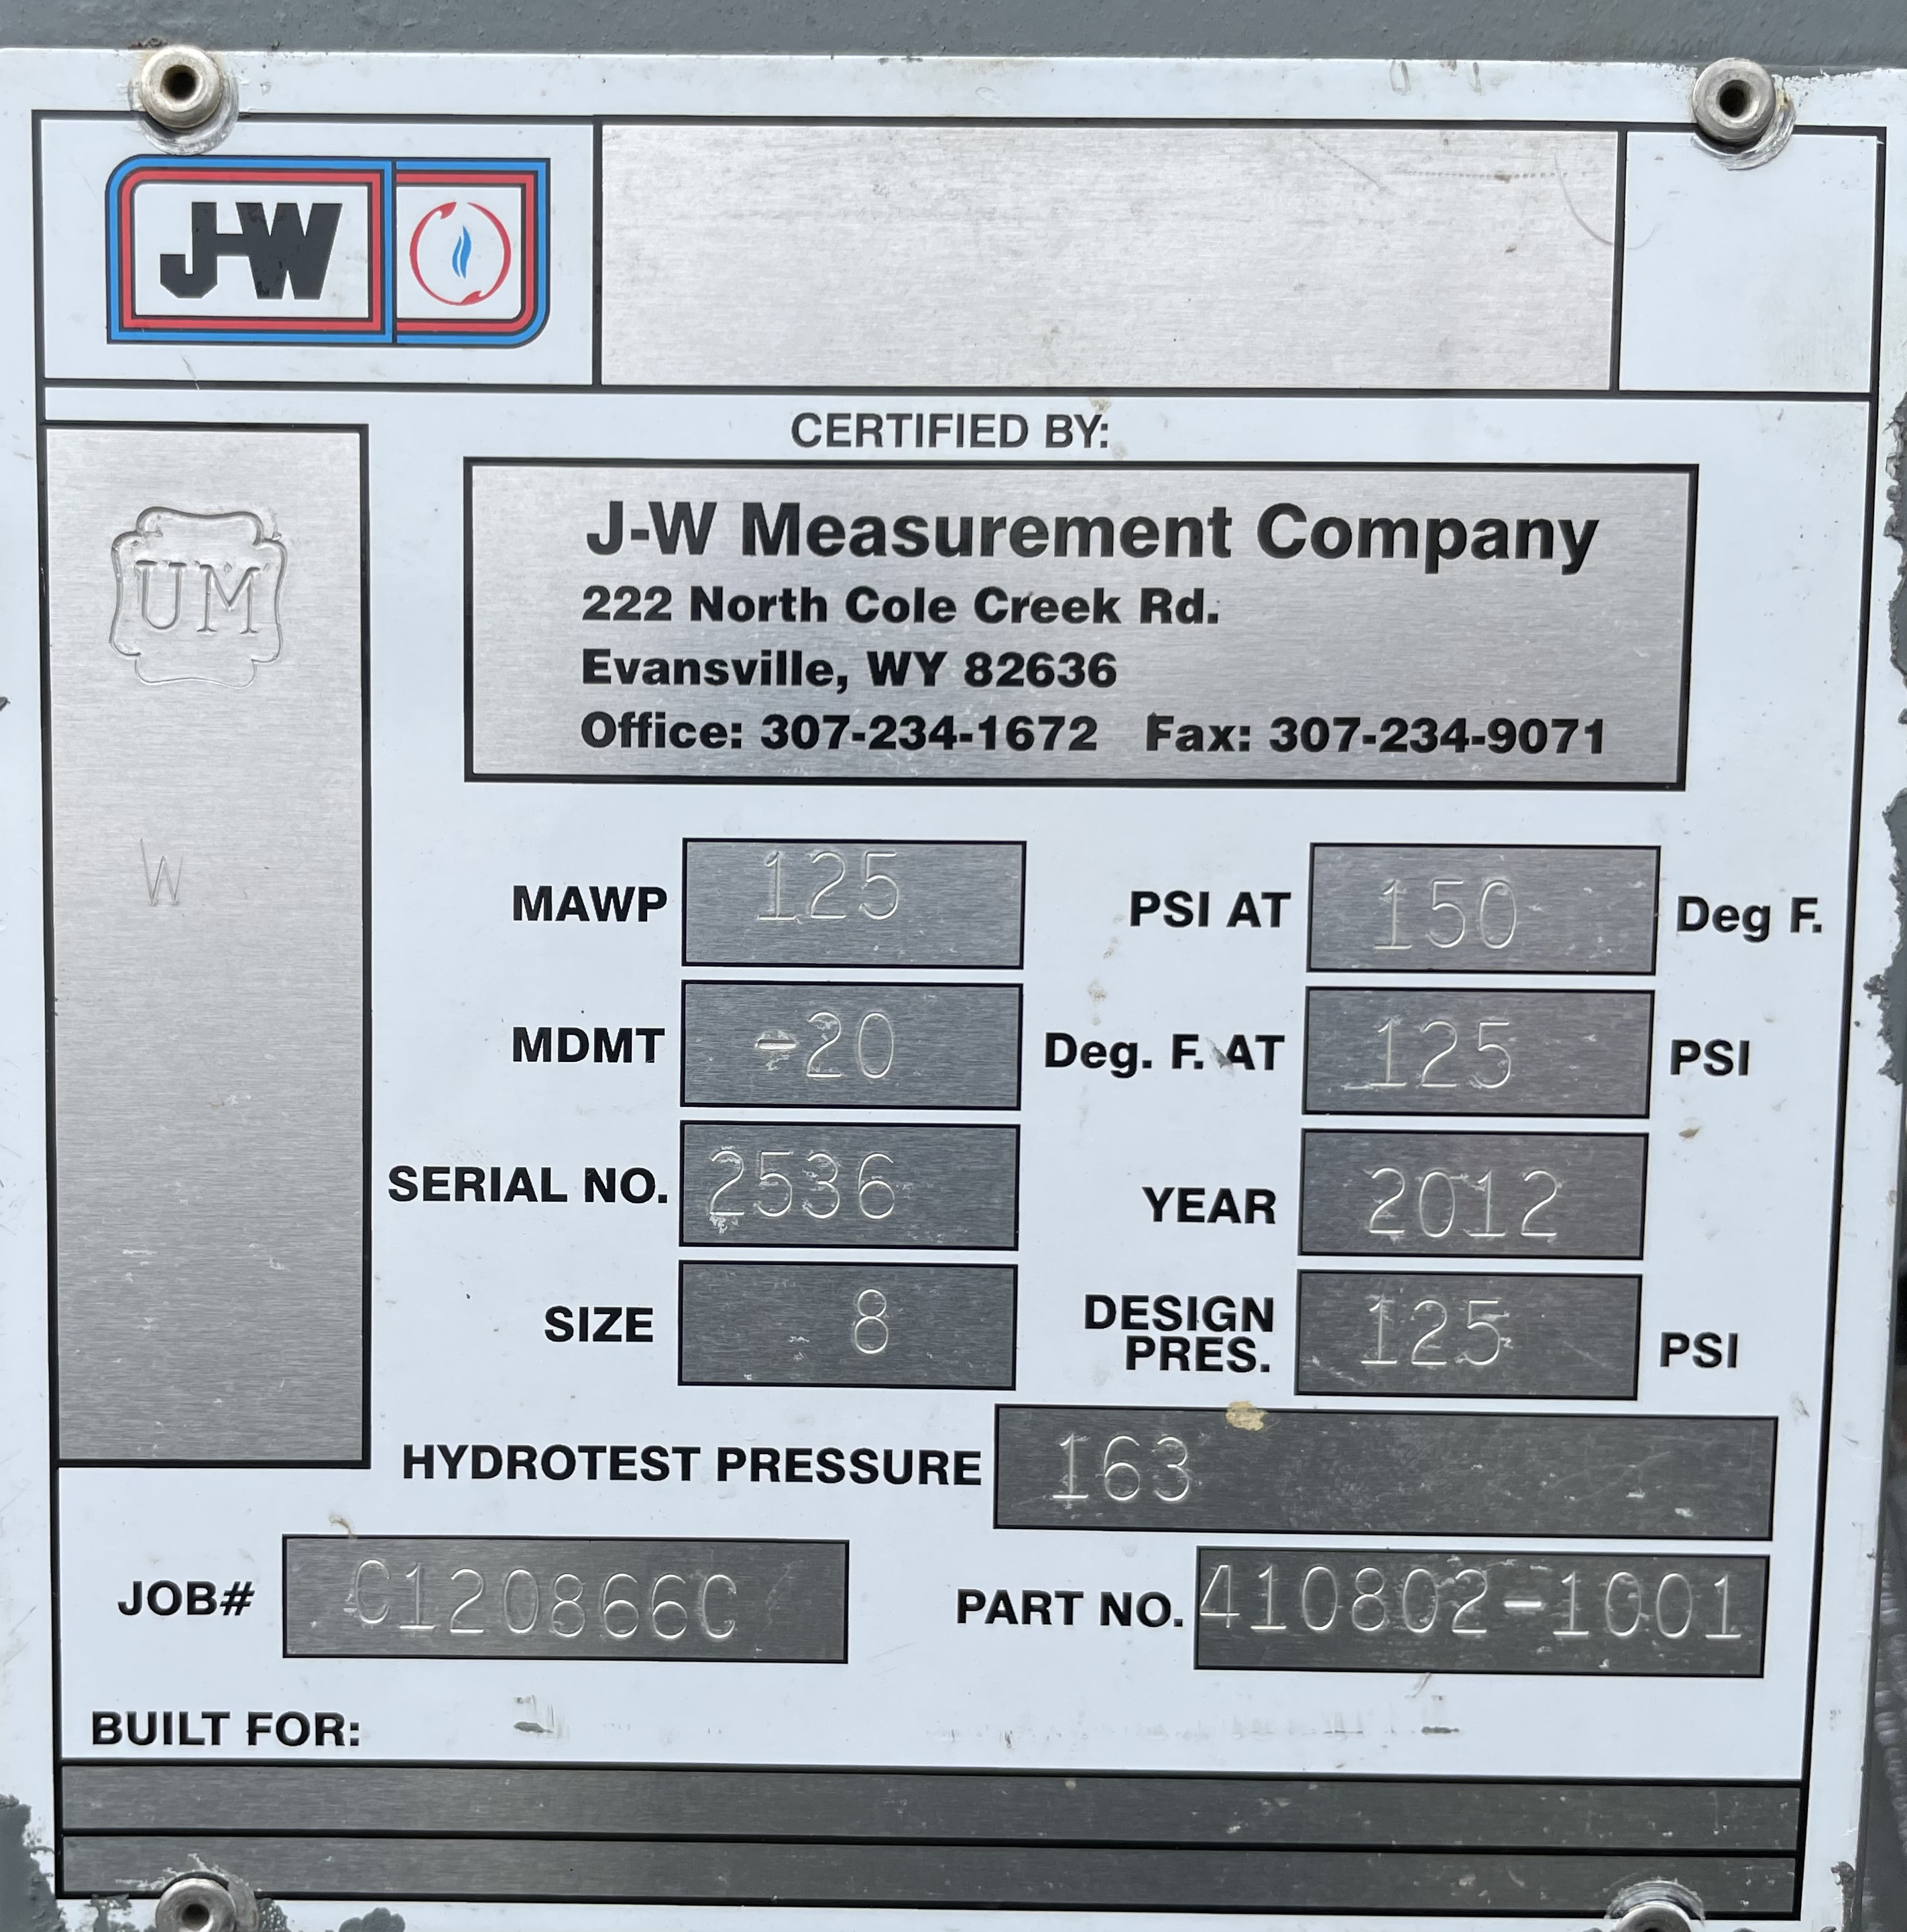 J-W
CERTIFIED BY:
J-W Measurement Company
222 North Cole Creek Rd.
Evansville, WY 82636
Office: 307-234-1672 Fax: 307-234-9071
UM
W
MAWP 125 PSI AT 150 Deg F.
MDMT -20 Deg. F. AT 125 PSI
SERIAL NO. 2536 YEAR 2012
SIZE 8 DESIGN PRES. 125 PSI
HYDROTEST PRESSURE 163
JOB# C120866C PART NO. 410802-1001
BUILT FOR: